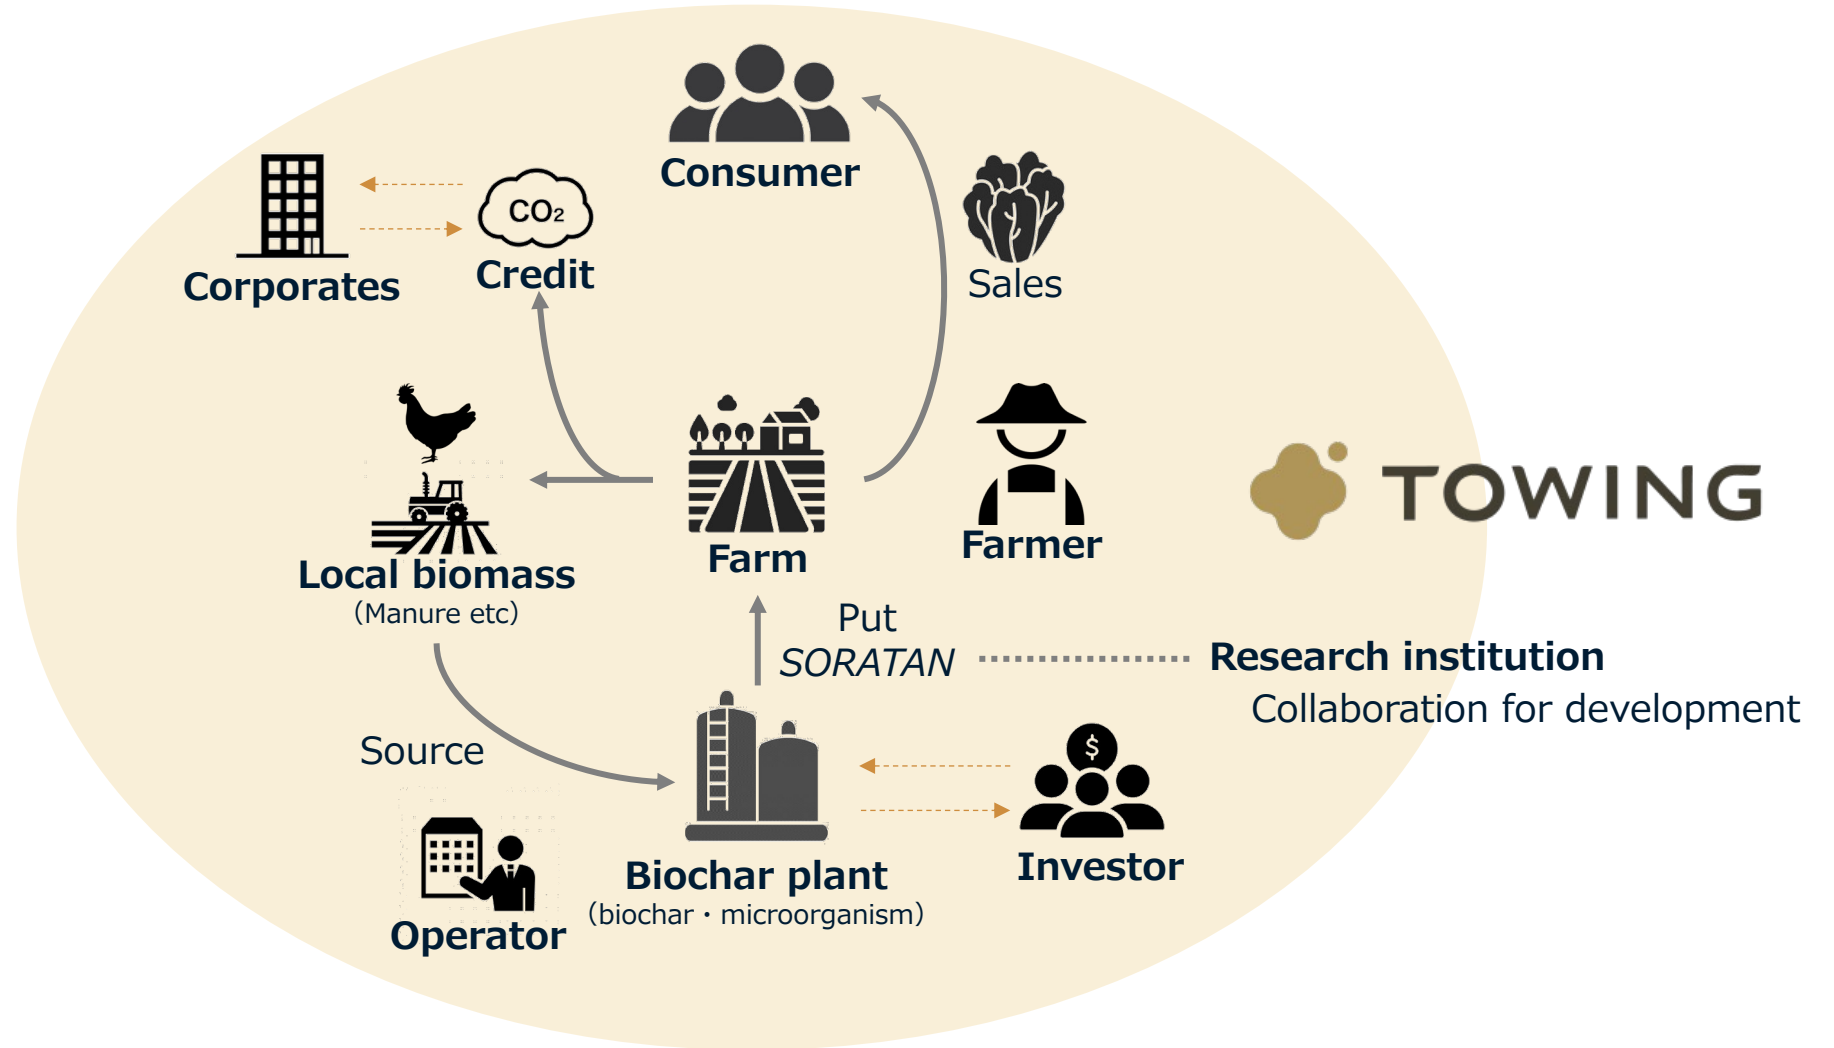 Consumer
CO₂
Corporates
Credit
Sales
Local biomass
（Manure etc）
Farm
Farmer
TOWING
Put
SORATAN
Research institution
Collaboration for development
Source
$
Operator
Biochar plant
（biochar・microorganism）
Investor